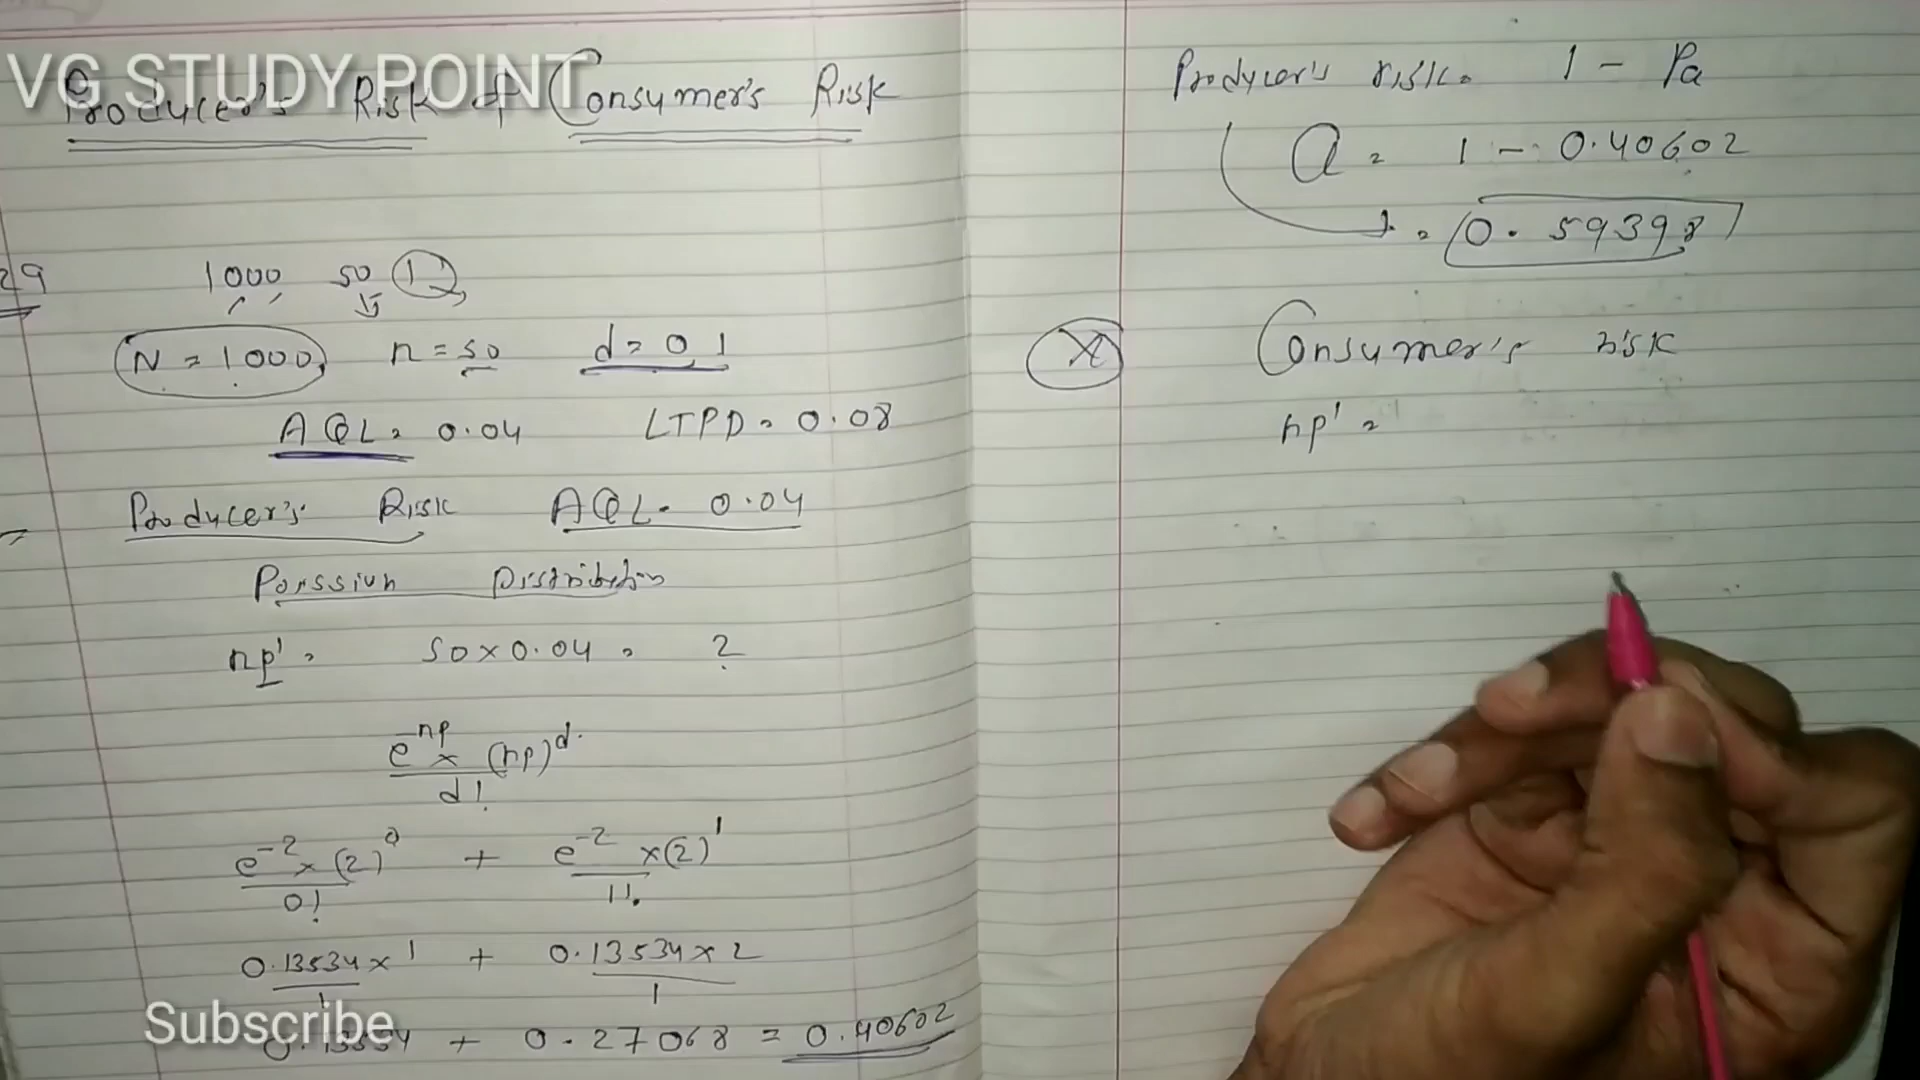 VG STUDY POINT
Producer's Risk & Consumer's Risk
29
1000 50 1
N = 1000, n = 50 d = 0, 1
AQL = 0.04 LTPD = 0.08
Producer's Risk AQL = 0.04
Poission Distribution
np' = 50 x 0.04 = 2
e^-np x (np)^d / d!
e^-2 x (2)^0 / 0! + e^-2 x (2)^1 / 1!
0.13534 x 1 / 1 + 0.13534 x 2 / 1
0.13534 + 0.27068 = 0.40602
Subscribe
Producer's risk = 1 - Pa
= 1 - 0.40602
= 0.59398
Consumer's risk
np' =